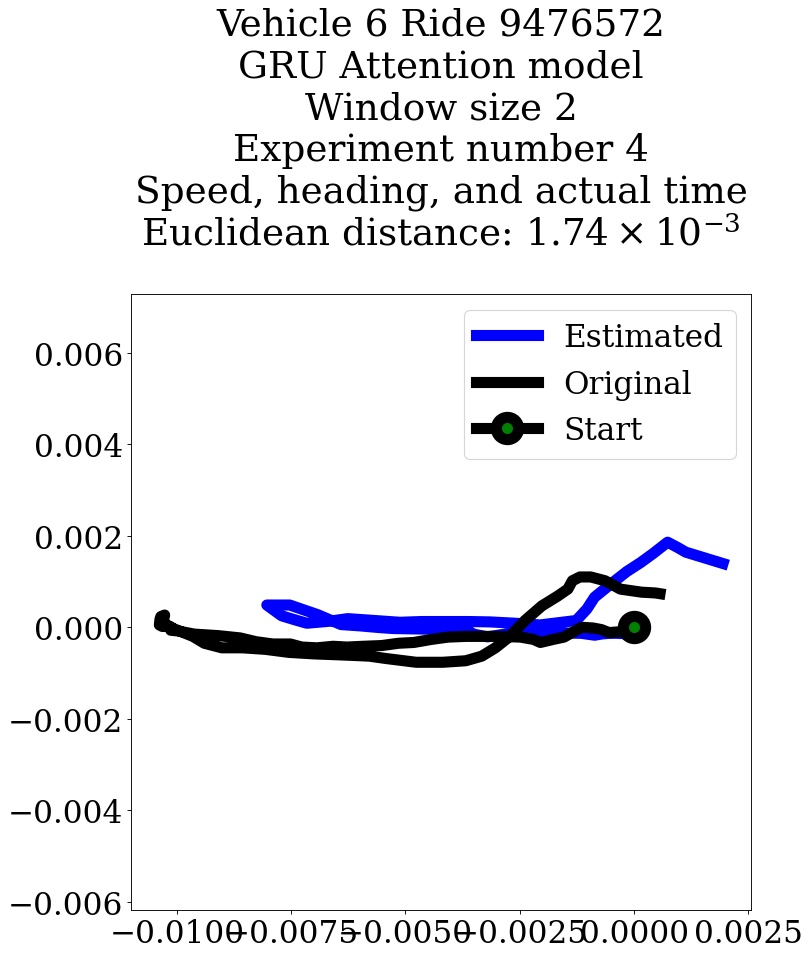 Vehicle 6 Ride 9476572
GRU Attention model
Window size 2
Experiment number 4
Speed, heading, and actual time
Euclidean distance: 1.74 × 10⁻³
Estimated
Original
Start
0.006
0.004
0.002
0.000
−0.002
−0.004
−0.006
−0.0100 −0.0075 −0.0050 −0.0025 0.0000 0.0025